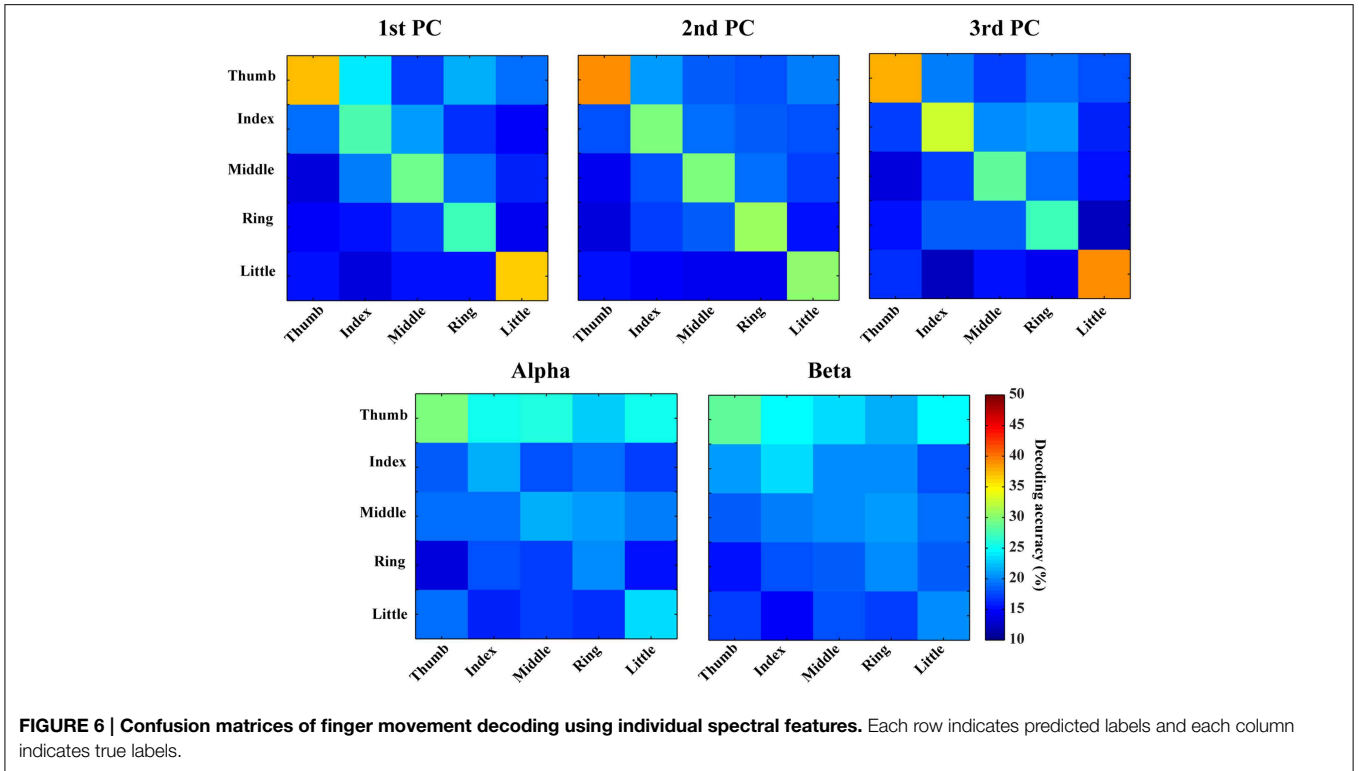 1st PC
2nd PC
3rd PC
Thumb
Index
Middle
Ring
Little
Thumb
Index
Middle
Ring
Little
Thumb
Index
Middle
Ring
Little
Thumb
Index
Middle
Ring
Little
Alpha
Beta
Thumb
Index
Middle
Ring
Little
Thumb
Index
Middle
Ring
Little
Thumb
Index
Middle
Ring
Little
50
45
40
35
30
25
20
15
10
Decoding accuracy (%)
FIGURE 6 | Confusion matrices of finger movement decoding using individual spectral features. Each row indicates predicted labels and each column
indicates true labels.